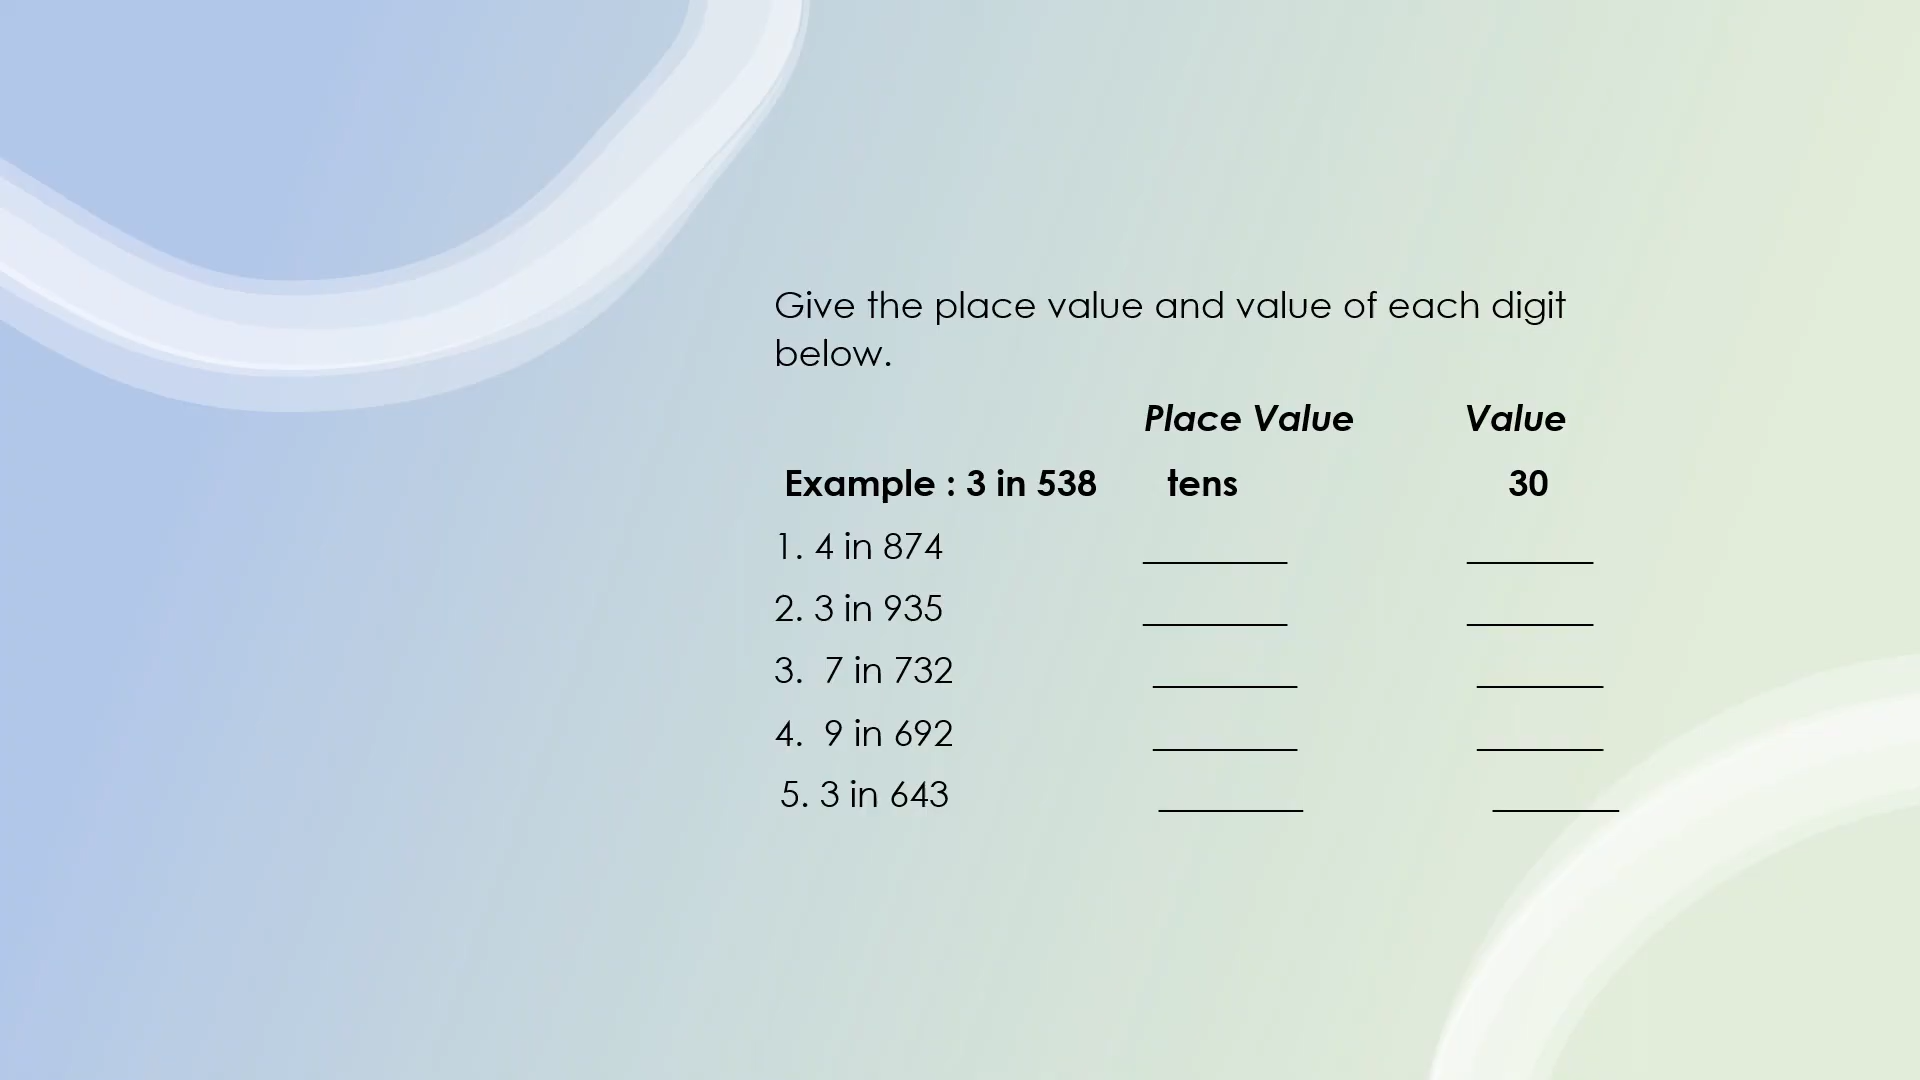 Give the place value and value of each digit
below.
Place Value Value
Example : 3 in 538 tens 30
1. 4 in 874 ________ _______
2. 3 in 935 ________ _______
3. 7 in 732 ________ _______
4. 9 in 692 ________ _______
5. 3 in 643 ________ _______